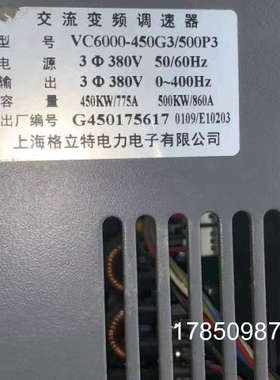 交流变频调速器
型号 VC6000-450G3/500P3
电源 3Φ380V 50/60Hz
输出 3Φ380V 0~400Hz
容量 450KW/775A 500KW/860A
出厂编号 G450175617 0109/E10203
上海格立特电力电子有限公司
17850987